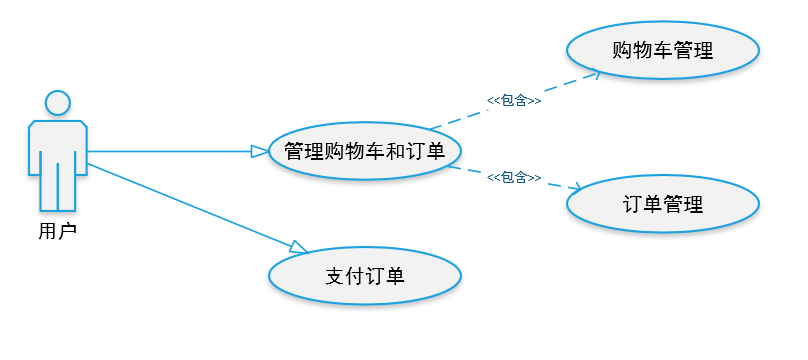 购物车管理
<<包含>>
管理购物车和订单
<<包含>>
订单管理
用户
支付订单